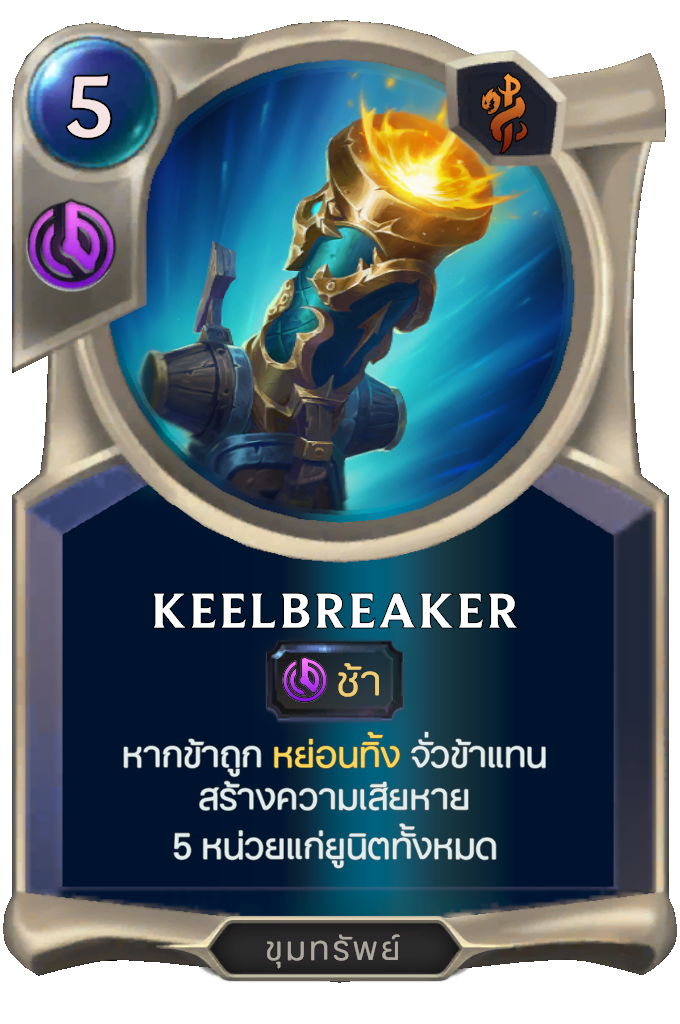 5
KEELBREAKER
ช้า
หากข้าถูก หย่อนทิ้ง จั่วข้าแทน
สร้างความเสียหาย
5 หน่วยแก่ยูนิตทั้งหมด
ขุมทรัพย์